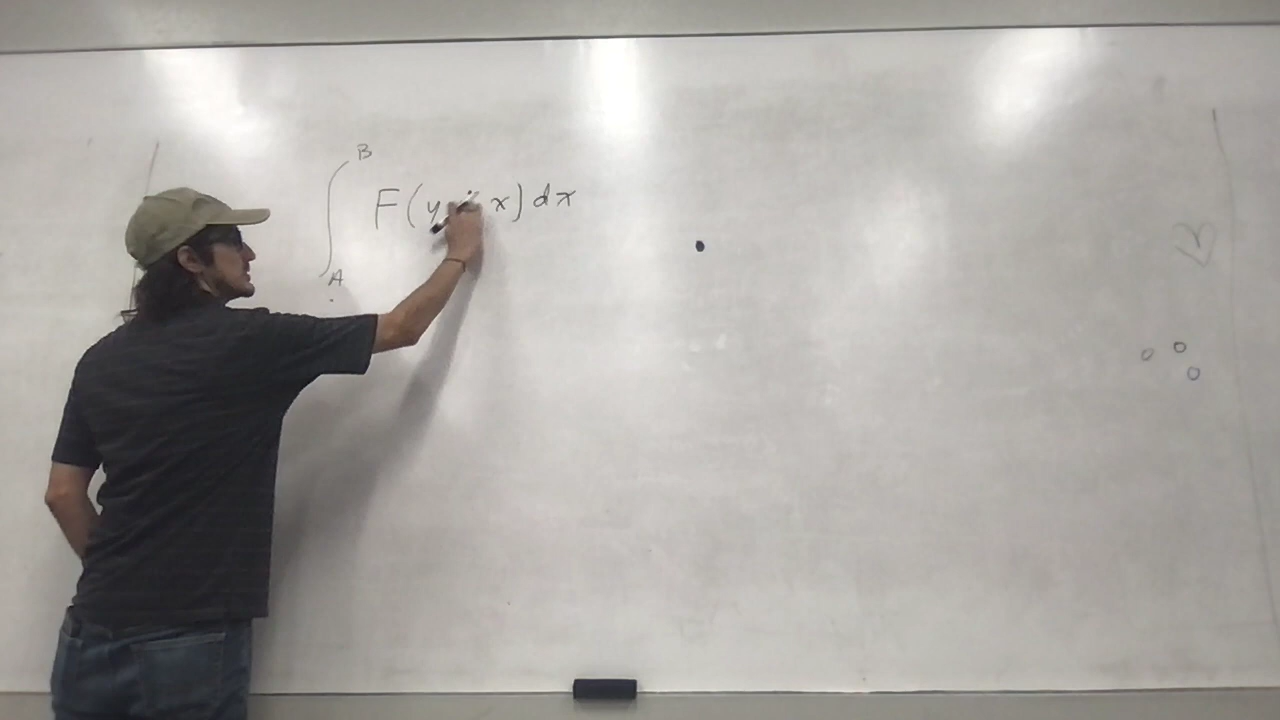 ∫ B A F(y, ẏ, x) dx